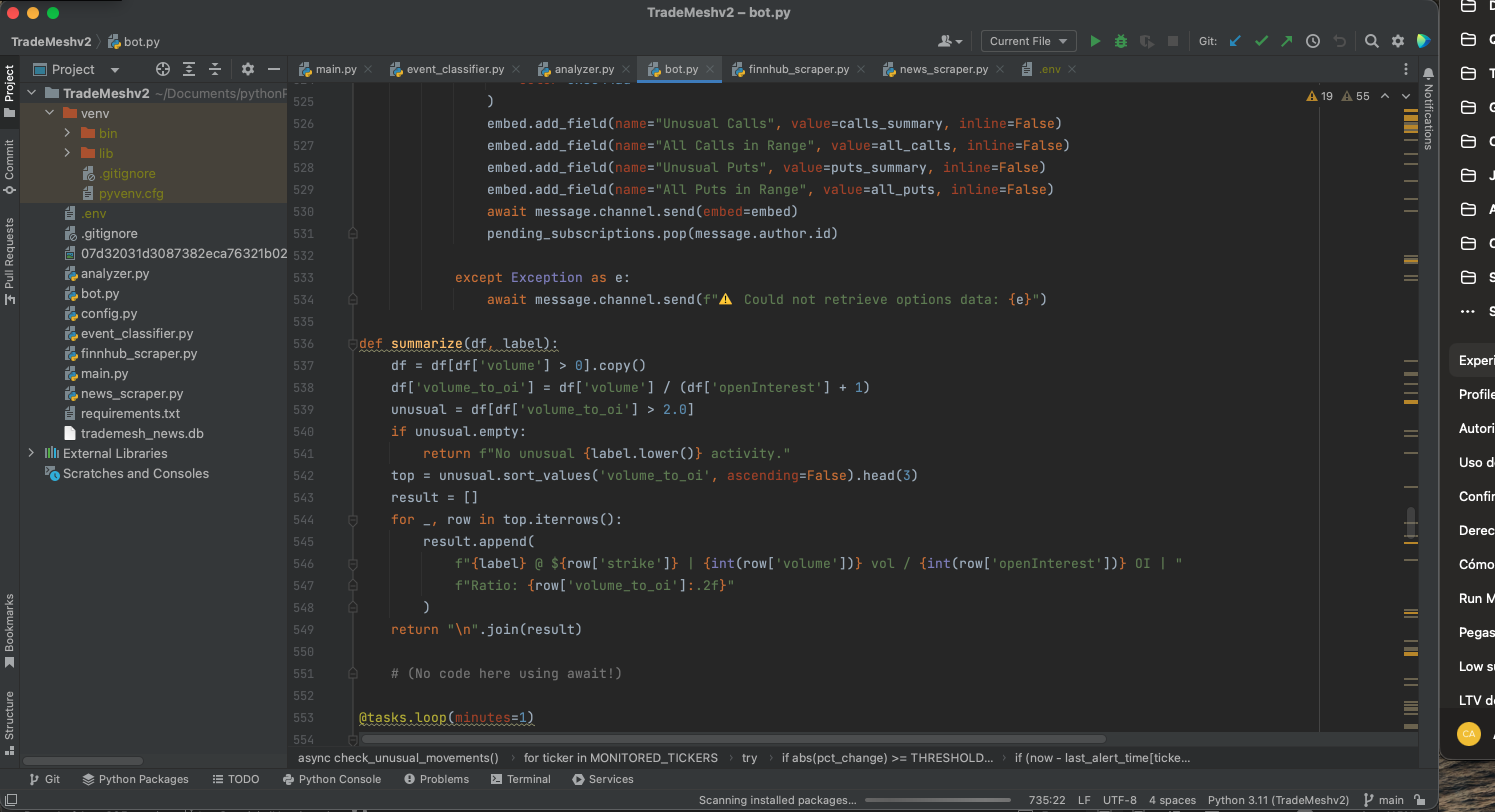 TradeMeshv2 – bot.py
TradeMeshv2
bot.py
Current File
Git:
Project
main.py
event_classifier.py
analyzer.py
bot.py
finnhub_scraper.py
news_scraper.py
.env
Project
Commit
Pull Requests
Bookmarks
Structure
TradeMeshv2 ~/Documents/pythonP
venv
bin
lib
.gitignore
pyvenv.cfg
.env
.gitignore
07d32031d3087382eca76321b02
analyzer.py
bot.py
config.py
event_classifier.py
finnhub_scraper.py
main.py
news_scraper.py
requirements.txt
trademesh_news.db
External Libraries
Scratches and Consoles
19 55
Notifications
525 )
526 embed.add_field(name="Unusual Calls", value=calls_summary, inline=False)
527 embed.add_field(name="All Calls in Range", value=all_calls, inline=False)
528 embed.add_field(name="Unusual Puts", value=puts_summary, inline=False)
529 embed.add_field(name="All Puts in Range", value=all_puts, inline=False)
530 await message.channel.send(embed=embed)
531 pending_subscriptions.pop(message.author.id)
532
533 except Exception as e:
534 await message.channel.send(f"⚠️ Could not retrieve options data: {e}")
535
536 def summarize(df, label):
537 df = df[df['volume'] > 0].copy()
538 df['volume_to_oi'] = df['volume'] / (df['openInterest'] + 1)
539 unusual = df[df['volume_to_oi'] > 2.0]
540 if unusual.empty:
541 return f"No unusual {label.lower()} activity."
542 top = unusual.sort_values('volume_to_oi', ascending=False).head(3)
543 result = []
544 for _, row in top.iterrows():
545 result.append(
546 f"{label} @ ${row['strike']} | {int(row['volume'])} vol / {int(row['openInterest'])} OI | "
547 f"Ratio: {row['volume_to_oi']:.2f}"
548 )
549 return "\n".join(result)
550
551 # (No code here using await!)
552
553 @tasks.loop(minutes=1)
554
async check_unusual_movements()
for ticker in MONITORED_TICKERS
try
if abs(pct_change) >= THRESHOLD...
if (now - last_alert_time[ticke...
Git
Python Packages
TODO
Python Console
Problems
Terminal
Services
Scanning installed packages...
735:22
LF
UTF-8
4 spaces
Python 3.11 (TradeMeshv2)
main
Experi
Profile
Autori
Uso d
Confir
Derec
Cómo
Run M
Pegas
Low su
LTV d
CA